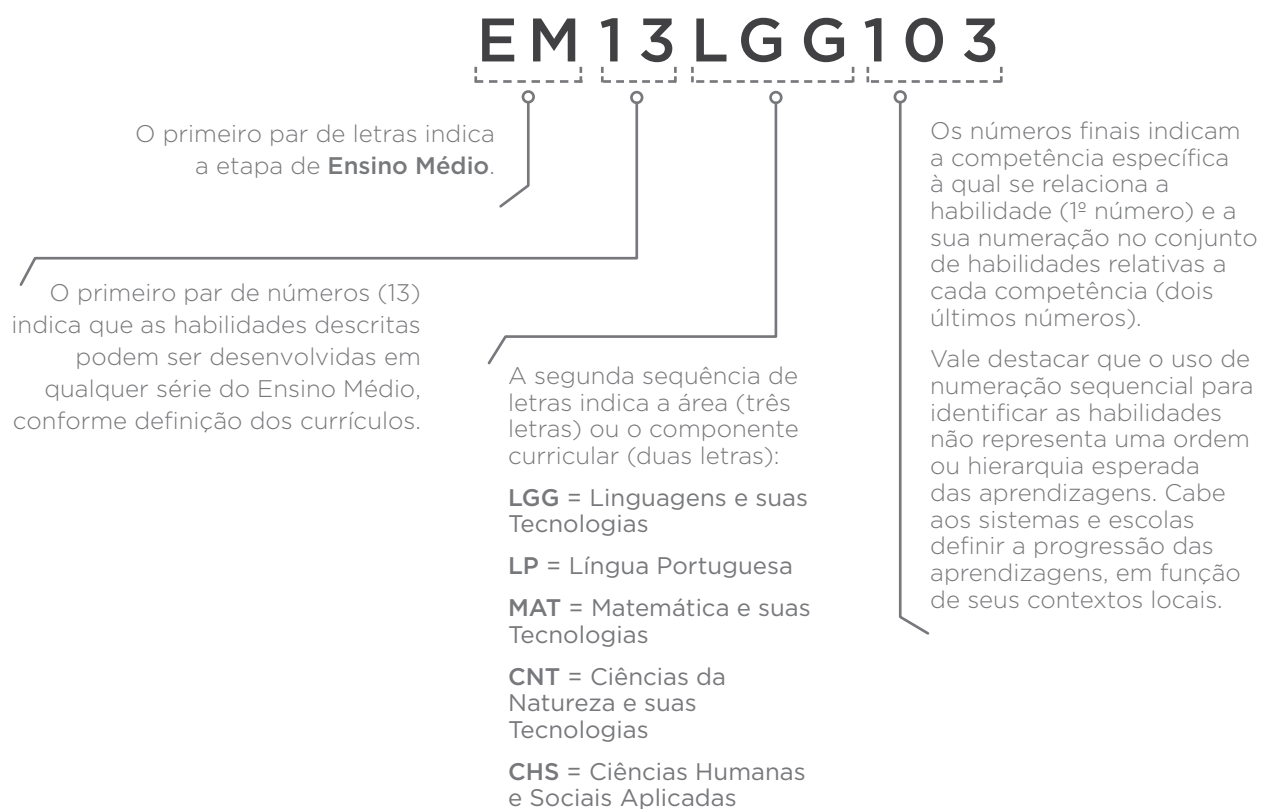 EM13LGG103
O primeiro par de letras indica
a etapa de Ensino Médio.
O primeiro par de números (13)
indica que as habilidades descritas
podem ser desenvolvidas em
qualquer série do Ensino Médio,
conforme definição dos currículos.
A segunda sequência de
letras indica a área (três
letras) ou o componente
curricular (duas letras):
LGG = Linguagens e suas
Tecnologias
LP = Língua Portuguesa
MAT = Matemática e suas
Tecnologias
CNT = Ciências da
Natureza e suas
Tecnologias
CHS = Ciências Humanas
e Sociais Aplicadas
Os números finais indicam
a competência específica
à qual se relaciona a
habilidade (1º número) e a
sua numeração no conjunto
de habilidades relativas a
cada competência (dois
últimos números).
Vale destacar que o uso de
numeração sequencial para
identificar as habilidades
não representa uma ordem
ou hierarquia esperada
das aprendizagens. Cabe
aos sistemas e escolas
definir a progressão das
aprendizagens, em função
de seus contextos locais.